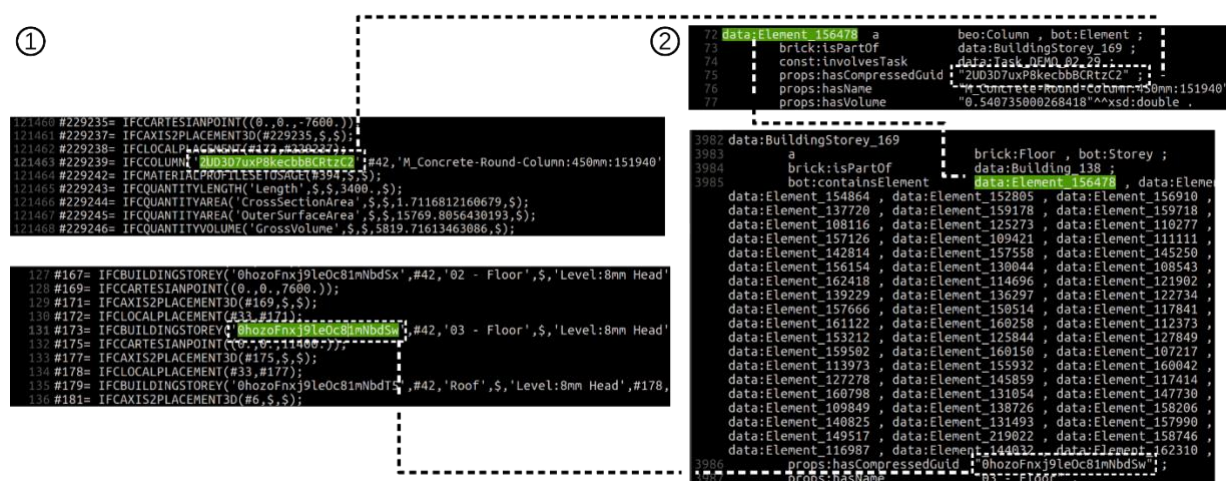 ①
121460 #229235= IFCCARTESIANPOINT((0.,0.,-7600.));
121461 #229237= IFCAXIS2PLACEMENT3D(#229235,$,$);
121462 #229238= IFCLOCALPLACEMENT(#172,#229237);
121463 #229239= IFCCOLUMN('2UD3D7uxP8kecbbBCRtzC2',#42,'M_Concrete-Round-Column:450mm:151940'
121464 #229242= IFCMATERIALPROFILESETUSAGE(#394,$,$);
121465 #229243= IFCQUANTITYLENGTH('Length',$,$,3400.,$);
121466 #229244= IFCQUANTITYAREA('CrossSectionArea',$,$,1.7116812160679,$);
121467 #229245= IFCQUANTITYAREA('OuterSurfaceArea',$,$,15769.8056430193,$);
121468 #229246= IFCQUANTITYVOLUME('GrossVolume',$,$,5819.71613463086,$);
127 #167= IFCBUILDINGSTOREY('0hozoFnxj9leOc81mNbdSx',#42,'02 - Floor',$,'Level:8mm Head'
128 #169= IFCCARTESIANPOINT((0.,0.,7600.));
129 #171= IFCAXIS2PLACEMENT3D(#169,$,$);
130 #172= IFCLOCALPLACEMENT(#33,#171);
131 #173= IFCBUILDINGSTOREY('0hozoFnxj9leOc81mNbdSw',#42,'03 - Floor',$,'Level:8mm Head'
132 #175= IFCCARTESIANPOINT((0.,0.,11400.));
133 #177= IFCAXIS2PLACEMENT3D(#175,$,$);
134 #178= IFCLOCALPLACEMENT(#33,#177);
135 #179= IFCBUILDINGSTOREY('0hozoFnxj9leOc81mNbdTS',#42,'Roof',$,'Level:8mm Head',#178,
136 #181= IFCAXIS2PLACEMENT3D(#6,$,$);
②
72 data:Element_156478 a beo:Column , bot:Element ;
73 brick:isPartOf data:BuildingStorey_169 ;
74 const:involvesTask data:Task_DEMO_02_29 ;
75 props:hasCompressedGuid "2UD3D7uxP8kecbbBCRtzC2" ;
76 props:hasName "M_Concrete-Round-Column:450mm:151940"
77 props:hasVolume "0.540735000268418"^^xsd:double .
3982 data:BuildingStorey_169
3983 a brick:Floor , bot:Storey ;
3984 brick:isPartOf data:Building_138 ;
3985 bot:containsElement data:Element_156478 , data:Elemen
data:Element_154864 , data:Element_152805 , data:Element_156910 ,
data:Element_137720 , data:Element_159178 , data:Element_159718 ,
data:Element_108116 , data:Element_125273 , data:Element_110277 ,
data:Element_157126 , data:Element_109421 , data:Element_111111 ,
data:Element_142814 , data:Element_157558 , data:Element_145250 ,
data:Element_156154 , data:Element_130044 , data:Element_108543 ,
data:Element_162418 , data:Element_114696 , data:Element_121902 ,
data:Element_139229 , data:Element_136297 , data:Element_122734 ,
data:Element_157666 , data:Element_150514 , data:Element_117841 ,
data:Element_161122 , data:Element_160258 , data:Element_112373 ,
data:Element_153212 , data:Element_125844 , data:Element_127849 ,
data:Element_159502 , data:Element_160150 , data:Element_107217 ,
data:Element_113973 , data:Element_155932 , data:Element_160042 ,
data:Element_127278 , data:Element_145859 , data:Element_117414 ,
data:Element_160798 , data:Element_131054 , data:Element_147730 ,
data:Element_109849 , data:Element_138726 , data:Element_158206 ,
data:Element_140825 , data:Element_131493 , data:Element_157990 ,
data:Element_149517 , data:Element_219022 , data:Element_158746 ,
data:Element_116987 , data:Element_144032 , data:Element_162310 ,
3986 props:hasCompressedGuid "0hozoFnxj9leOc81mNbdSw" ;
3987 props:hasName "03 - Floor" .